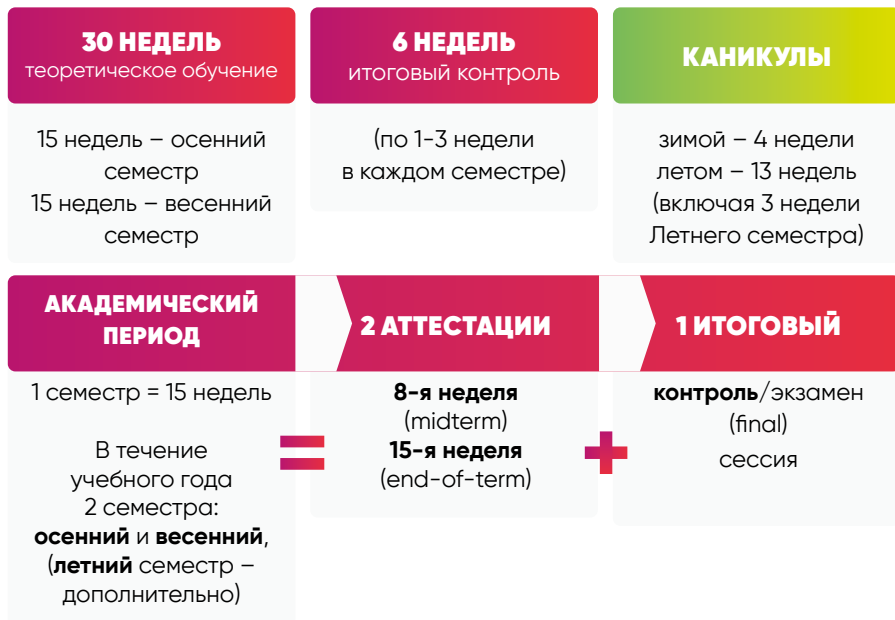 30 НЕДЕЛЬ
теоретическое обучение
15 недель – осенний
семестр
15 недель – весенний
семестр
6 НЕДЕЛЬ
итоговый контроль
(по 1-3 недели
в каждом семестре)
КАНИКУЛЫ
зимой – 4 недели
летом – 13 недель
(включая 3 недели
Летнего семестра)
АКАДЕМИЧЕСКИЙ
ПЕРИОД
1 семестр = 15 недель
В течение
учебного года
2 семестра:
осенний и весенний,
(летний семестр –
дополнительно)
=
2 АТТЕСТАЦИИ
8-я неделя
(midterm)
15-я неделя
(end-of-term)
+
1 ИТОГОВЫЙ
контроль/экзамен
(final)
сессия